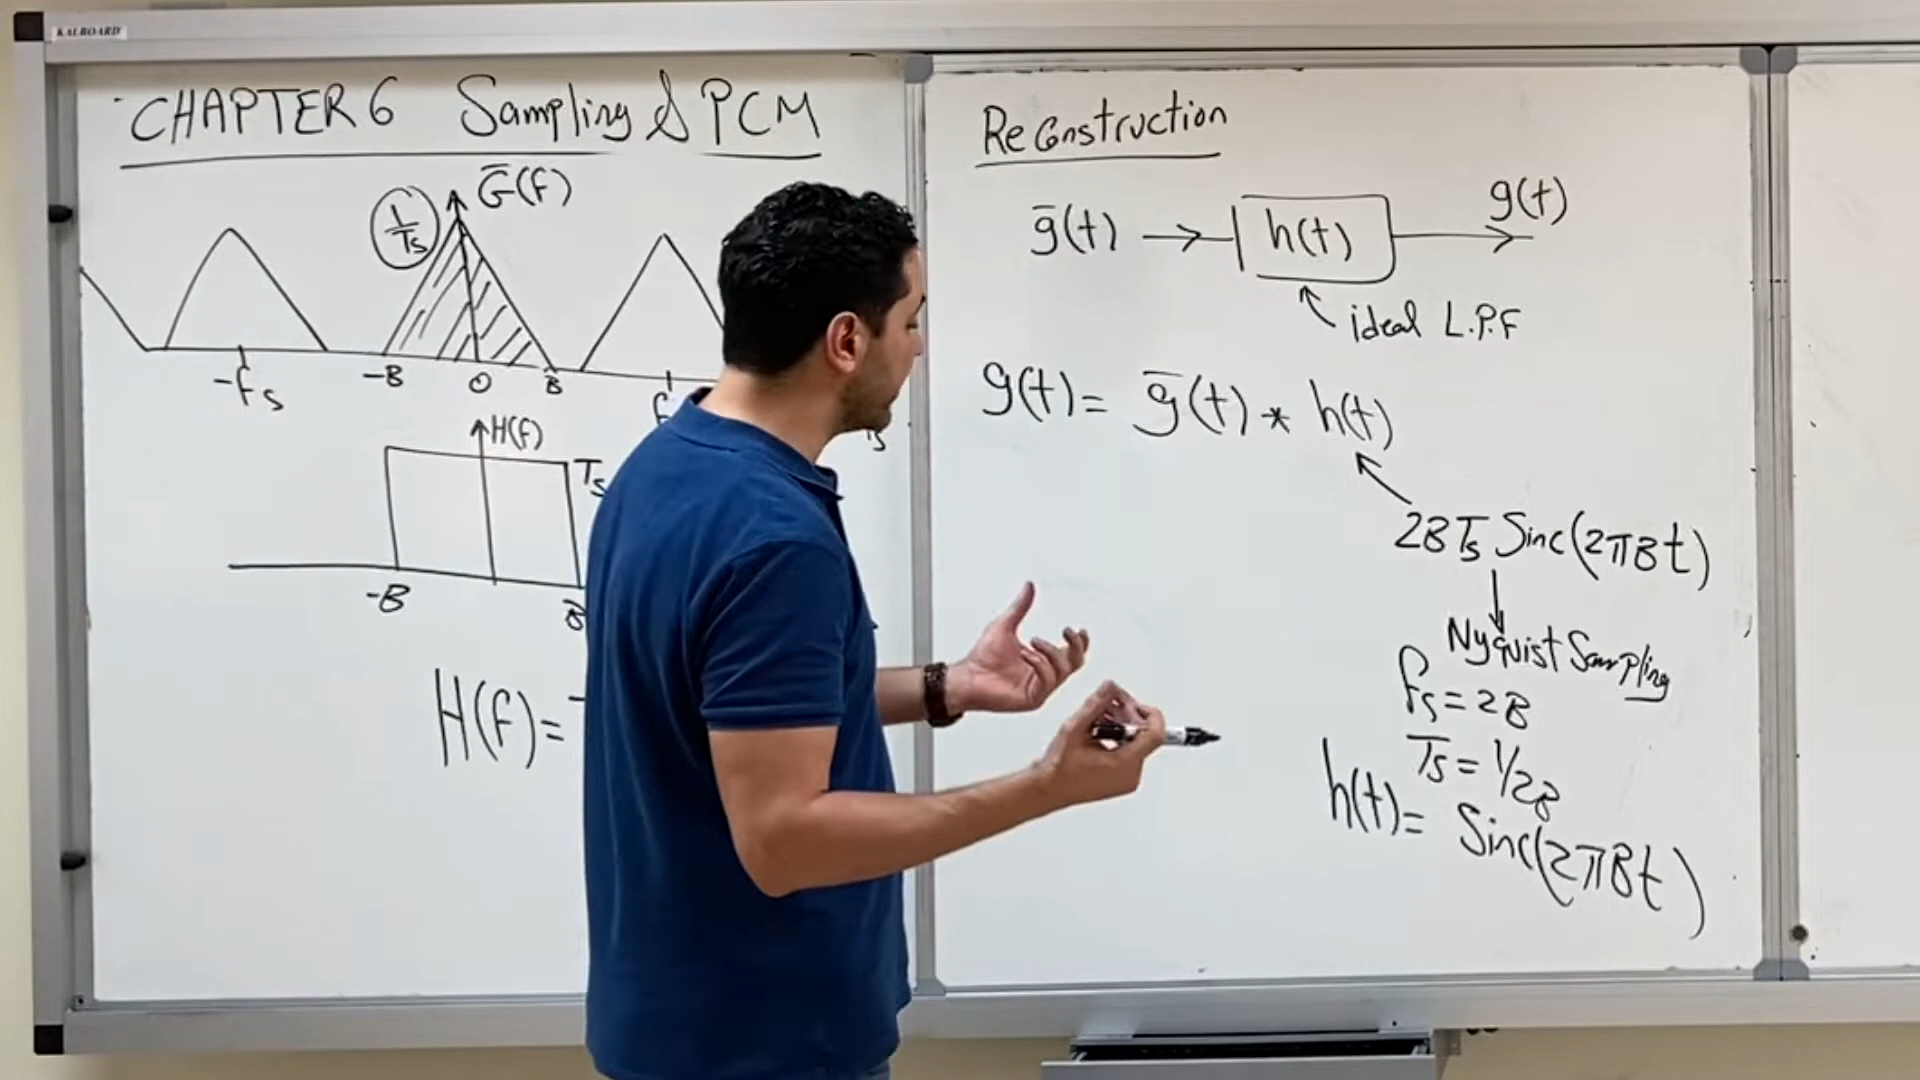 KALBOARD
CHAPTER 6 Sampling & PCM
1/Ts
Ḡ(f)
-fs -B 0 B
H(f)
Ts
-B B
H(f)=
Reconstruction
ḡ(t) h(t) g(t)
ideal L.P.F
g(t) = ḡ(t) * h(t)
2BTs Sinc(2πBt)
Nyquist Sampling
fs = 2B
Ts = 1/2B
h(t) = Sinc(2πBt)